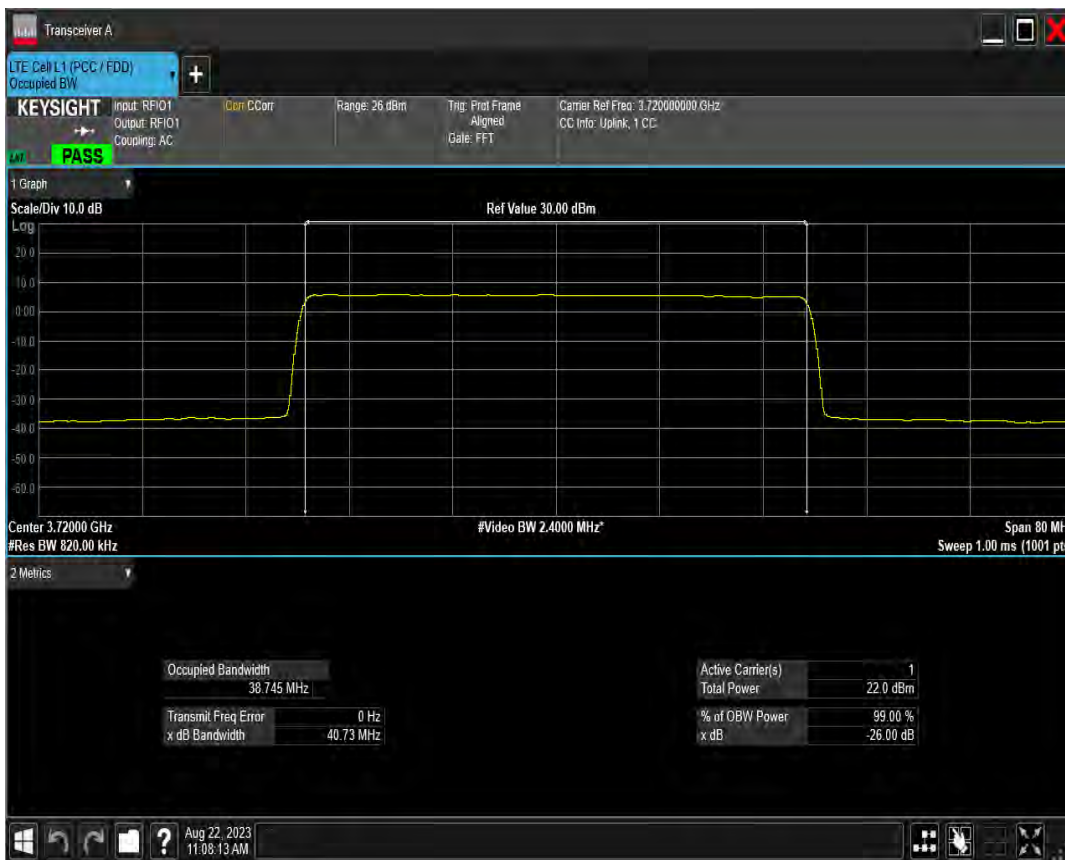 Transceiver A
LTE Cell L1 (PCC / FDD)
Occupied BW
+
KEYSIGHT
PASS
Input: RFIO1
Output: RFIO1
Coupling: AC
Corr CCorr
Range: 26 dBm
Trig: Prot Frame
Aligned
Gate: FFT
Carrier Ref Freq: 3.720000000 GHz
CC Info: Uplink, 1 CC
1 Graph
Scale/Div 10.0 dB
Ref Value 30.00 dBm
Log
20.0
10.0
0.00
-10.0
-20.0
-30.0
-40.0
-50.0
-60.0
Center 3.72000 GHz
#Video BW 2.4000 MHz*
Span 80 MH
#Res BW 820.00 kHz
Sweep 1.00 ms (1001 pt
2 Metrics
Occupied Bandwidth
38.745 MHz
Transmit Freq Error 0 Hz
x dB Bandwidth 40.73 MHz
Active Carrier(s) 1
Total Power 22.0 dBm
% of OBW Power 99.00 %
x dB -26.00 dB
?
Aug 22, 2023
11:08:13 AM